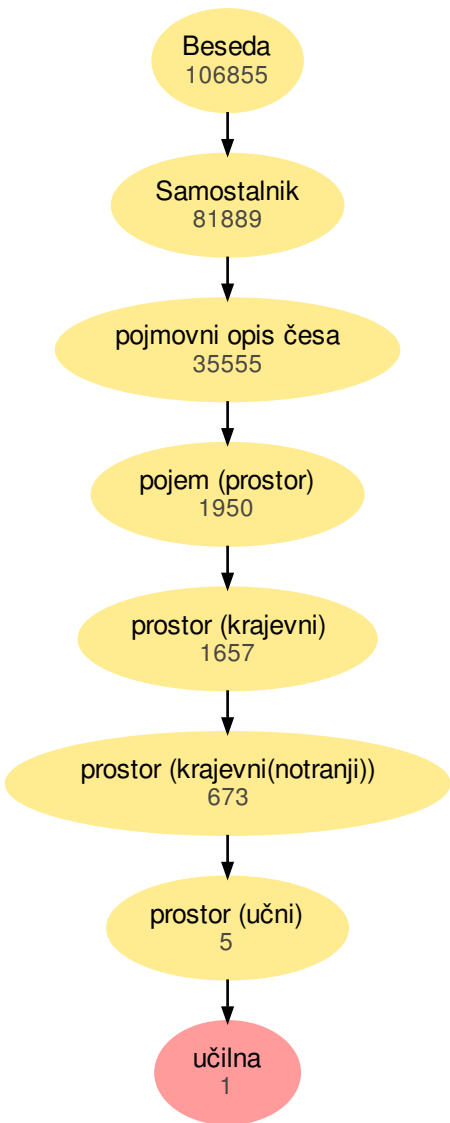 Beseda
106855
Samostalnik
81889
pojmovni opis česa
35555
pojem (prostor)
1950
prostor (krajevni)
1657
prostor (krajevni(notranji))
673
prostor (učni)
5
učilna
1